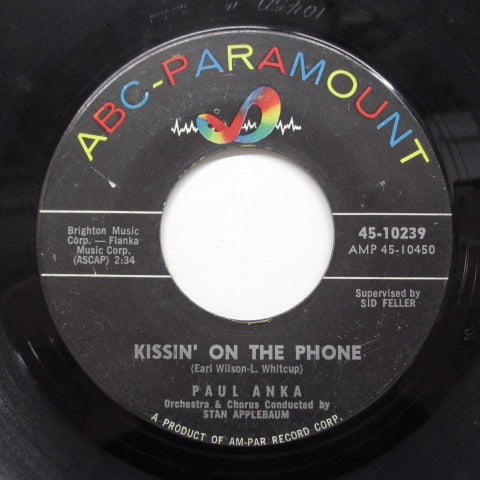 ABC-PARAMOUNT
Brighton Music
Corp. — Flanka
Music Corp.
(ASCAP) 2:34
45-10239
AMP 45-10450
Supervised by
SID FELLER
KISSIN' ON THE PHONE
(Earl Wilson-L. Whitcup)
PAUL ANKA
Orchestra & Chorus Conducted by
STAN APPLEBAUM
A PRODUCT OF AM-PAR RECORD CORP.